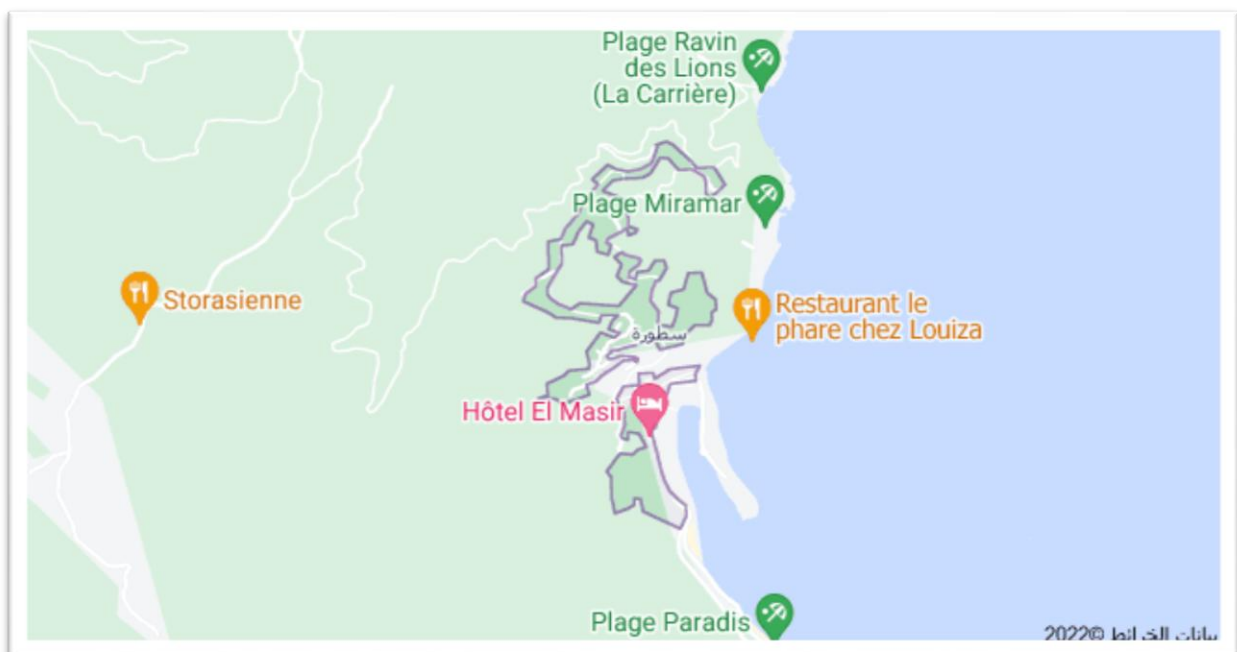 Plage Ravin
des Lions
(La Carrière)
Plage Miramar
Storasienne
Restaurant le
phare chez Louiza
سطورة
Hôtel El Masir
Plage Paradis
بيانات الخرائط ©2022